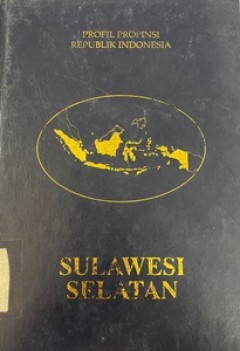 PROFIL PROPINSI
REPUBLIK INDONESIA
SULAWESI
SELATAN